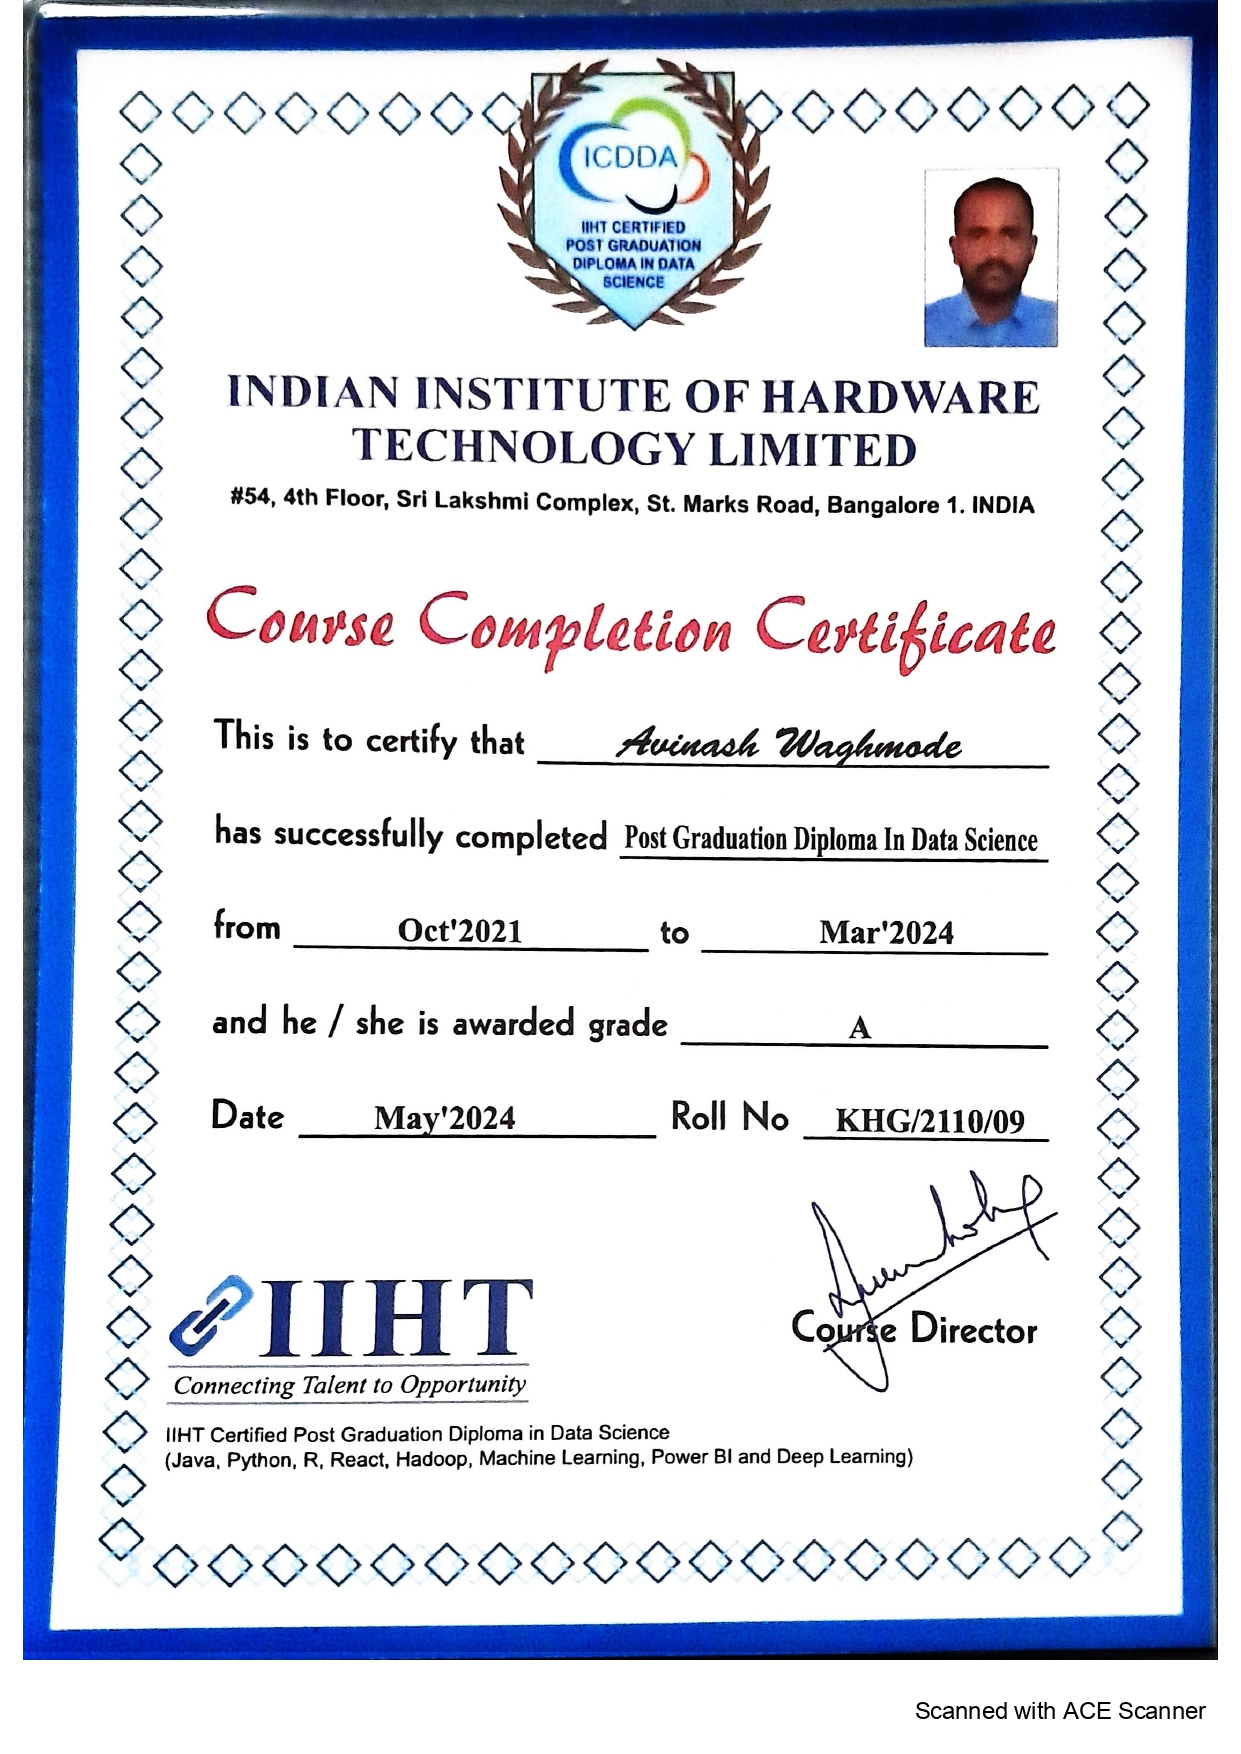 ICDDA
IIHT CERTIFIED
POST GRADUATION
DIPLOMA IN DATA
SCIENCE
INDIAN INSTITUTE OF HARDWARE
TECHNOLOGY LIMITED
#54, 4th Floor, Sri Lakshmi Complex, St. Marks Road, Bangalore 1. INDIA
Course Completion Certificate
This is to certify that Avinash Waghmode
has successfully completed Post Graduation Diploma In Data Science
from Oct'2021 to Mar'2024
and he / she is awarded grade A
Date May'2024 Roll No KHG/2110/09
Course Director
IIHT
Connecting Talent to Opportunity
IIHT Certified Post Graduation Diploma in Data Science
(Java, Python, R, React, Hadoop, Machine Learning, Power BI and Deep Learning)
Scanned with ACE Scanner